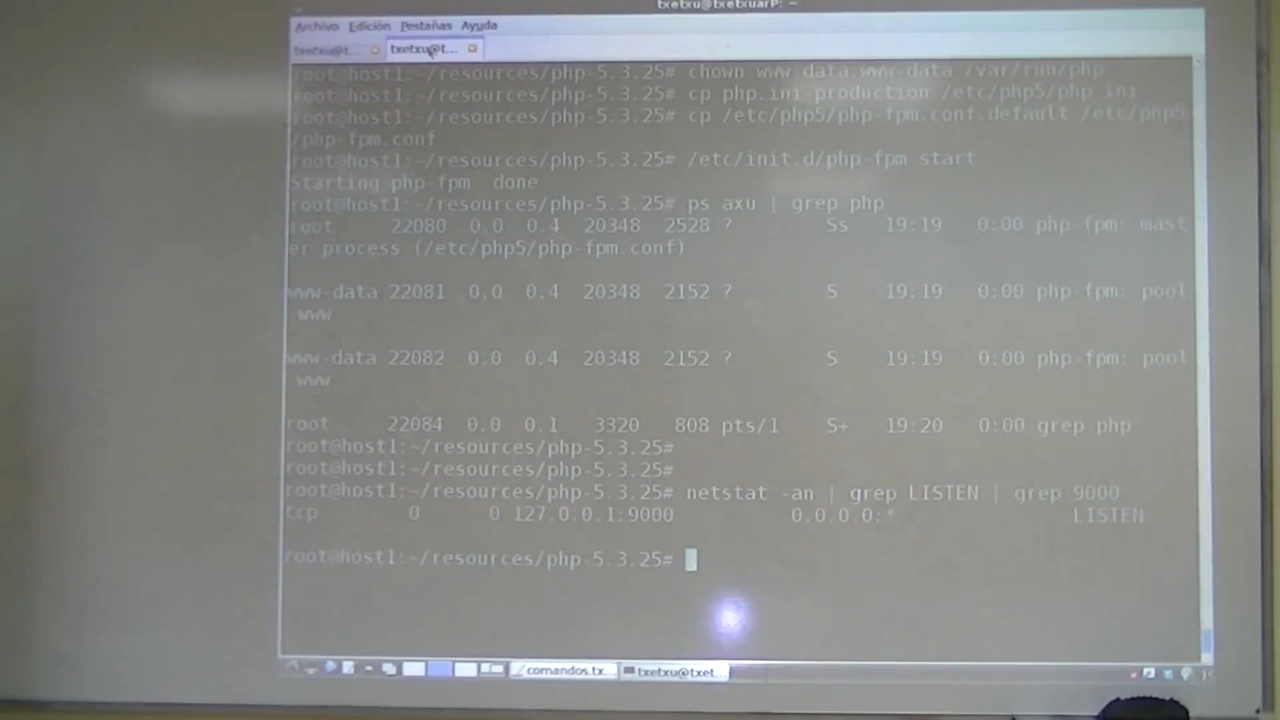 txetxu@txetxuarP: ~
Archivo Edición Pestañas Ayuda
txetxu@t... txetxu@t...
root@host1:~/resources/php-5.3.25# chown www-data:www-data /var/run/php
root@host1:~/resources/php-5.3.25# cp php.ini-production /etc/php5/php.ini
root@host1:~/resources/php-5.3.25# cp /etc/php5/php-fpm.conf.default /etc/php5
/php-fpm.conf
root@host1:~/resources/php-5.3.25# /etc/init.d/php-fpm start
Starting php-fpm  done
root@host1:~/resources/php-5.3.25# ps axu | grep php
root     22080  0.0  0.4  20348  2528 ?        Ss   19:19   0:00 php-fpm: mast
er process (/etc/php5/php-fpm.conf)
www-data 22081  0.0  0.4  20348  2152 ?        S    19:19   0:00 php-fpm: pool
www
www-data 22082  0.0  0.4  20348  2152 ?        S    19:19   0:00 php-fpm: pool
www
root     22084  0.0  0.1   3320   808 pts/1    S+   19:20   0:00 grep php
root@host1:~/resources/php-5.3.25#
root@host1:~/resources/php-5.3.25#
root@host1:~/resources/php-5.3.25# netstat -an | grep LISTEN | grep 9000
tcp        0      0 127.0.0.1:9000          0.0.0.0:*               LISTEN
root@host1:~/resources/php-5.3.25#
comandos.tx... txetxu@txet...